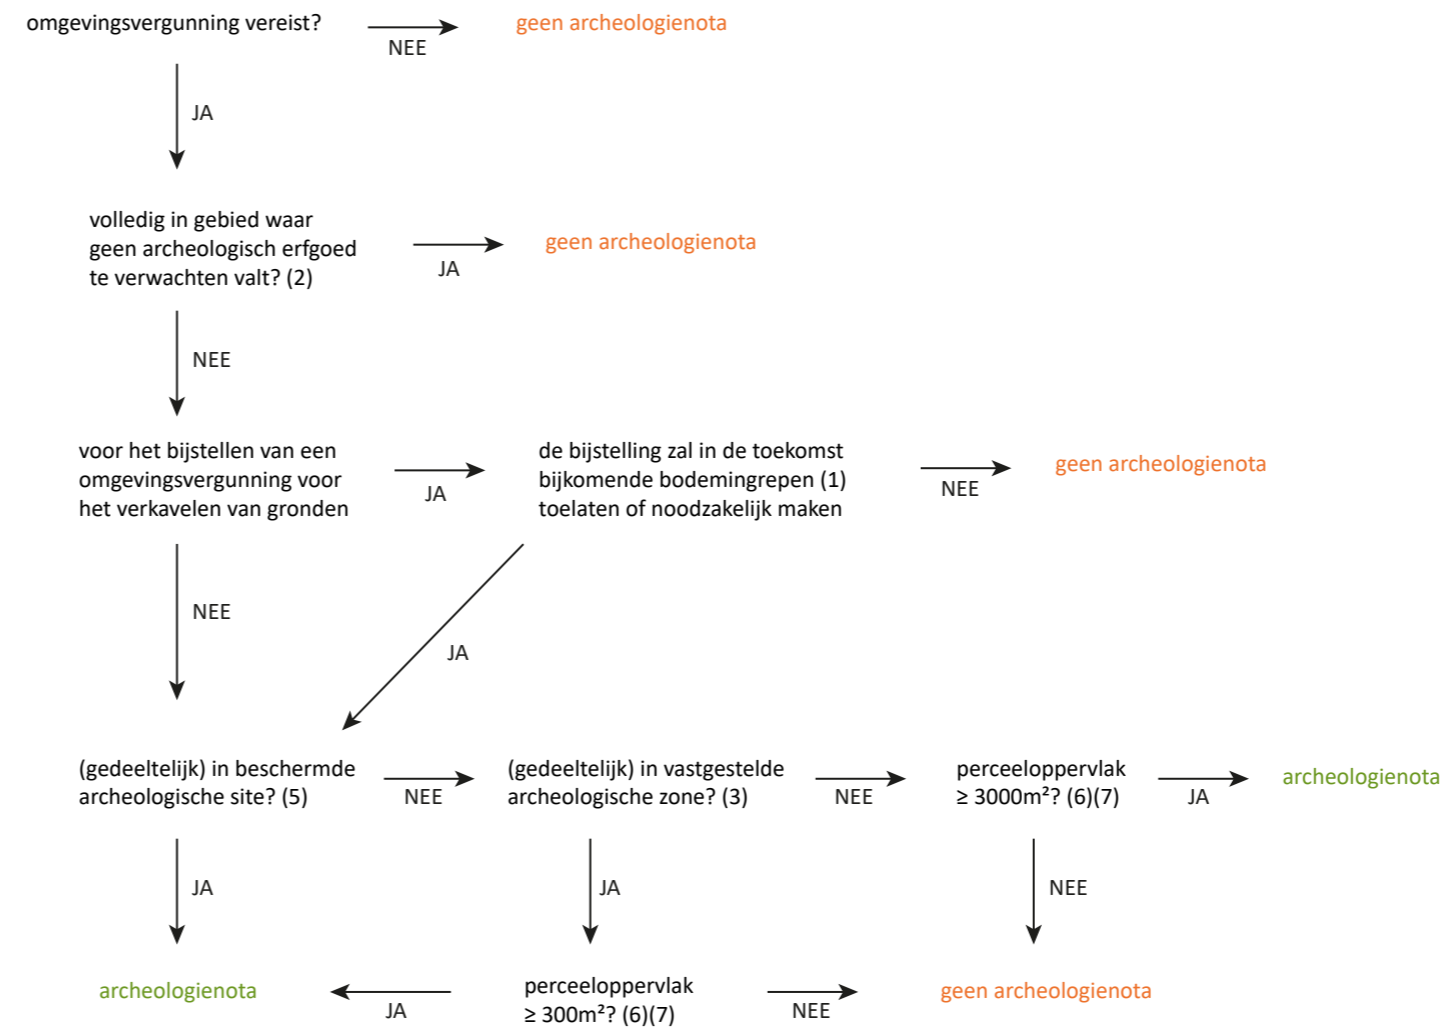 omgevingsvergunning vereist?
NEE
geen archeologienota
JA
volledig in gebied waar
geen archeologisch erfgoed
te verwachten valt? (2)
JA
geen archeologienota
NEE
voor het bijstellen van een
omgevingsvergunning voor
het verkavelen van gronden
JA
de bijstelling zal in de toekomst
bijkomende bodemingrepen (1)
toelaten of noodzakelijk maken
NEE
geen archeologienota
NEE
JA
(gedeeltelijk) in beschermde
archeologische site? (5)
NEE
(gedeeltelijk) in vastgestelde
archeologische zone? (3)
NEE
perceeloppervlak
≥ 3000m²? (6)(7)
JA
archeologienota
JA
JA
NEE
archeologienota
JA
perceeloppervlak
≥ 300m²? (6)(7)
NEE
geen archeologienota